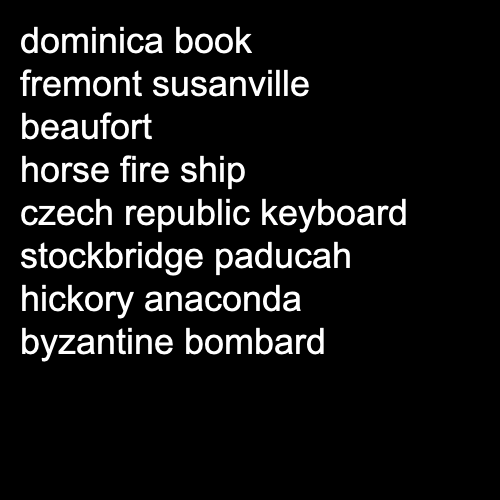 dominica book
fremont susanville
beaufort
horse fire ship
czech republic keyboard
stockbridge paducah
hickory anaconda
byzantine bombard